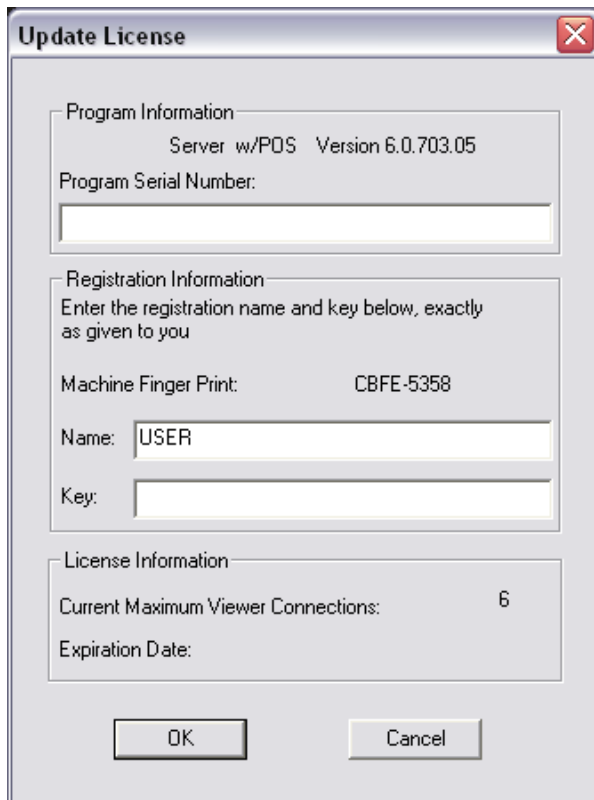 Update License
Program Information
Server w/POS Version 6.0.703.05
Program Serial Number:
Registration Information
Enter the registration name and key below, exactly
as given to you
Machine Finger Print: CBFE-5358
Name: USER
Key:
License Information
Current Maximum Viewer Connections: 6
Expiration Date:
OK Cancel